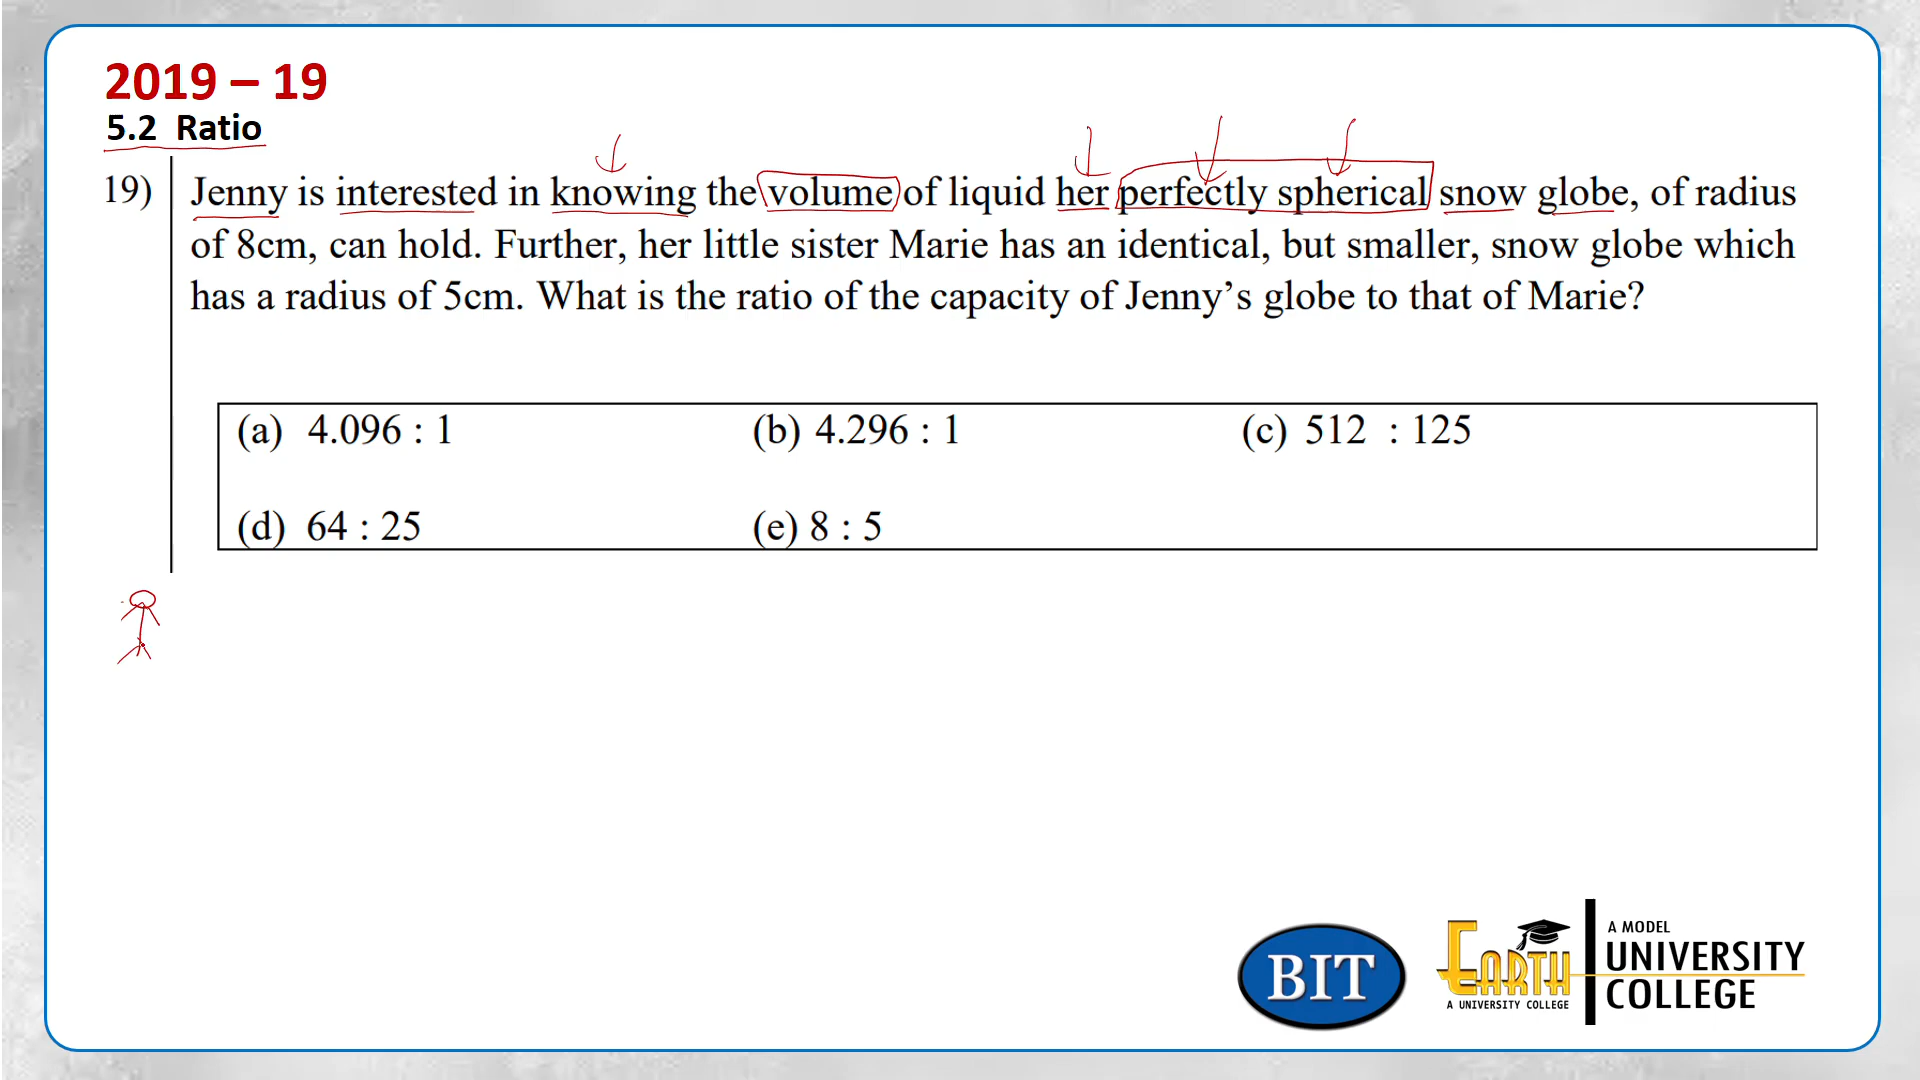 2019 – 19
5.2 Ratio
19) Jenny is interested in knowing the volume of liquid her perfectly spherical snow globe, of radius
of 8cm, can hold. Further, her little sister Marie has an identical, but smaller, snow globe which
has a radius of 5cm. What is the ratio of the capacity of Jenny’s globe to that of Marie?
(a) 4.096 : 1 (b) 4.296 : 1 (c) 512 : 125
(d) 64 : 25 (e) 8 : 5
BIT
EARTH
A UNIVERSITY COLLEGE
A MODEL
UNIVERSITY
COLLEGE